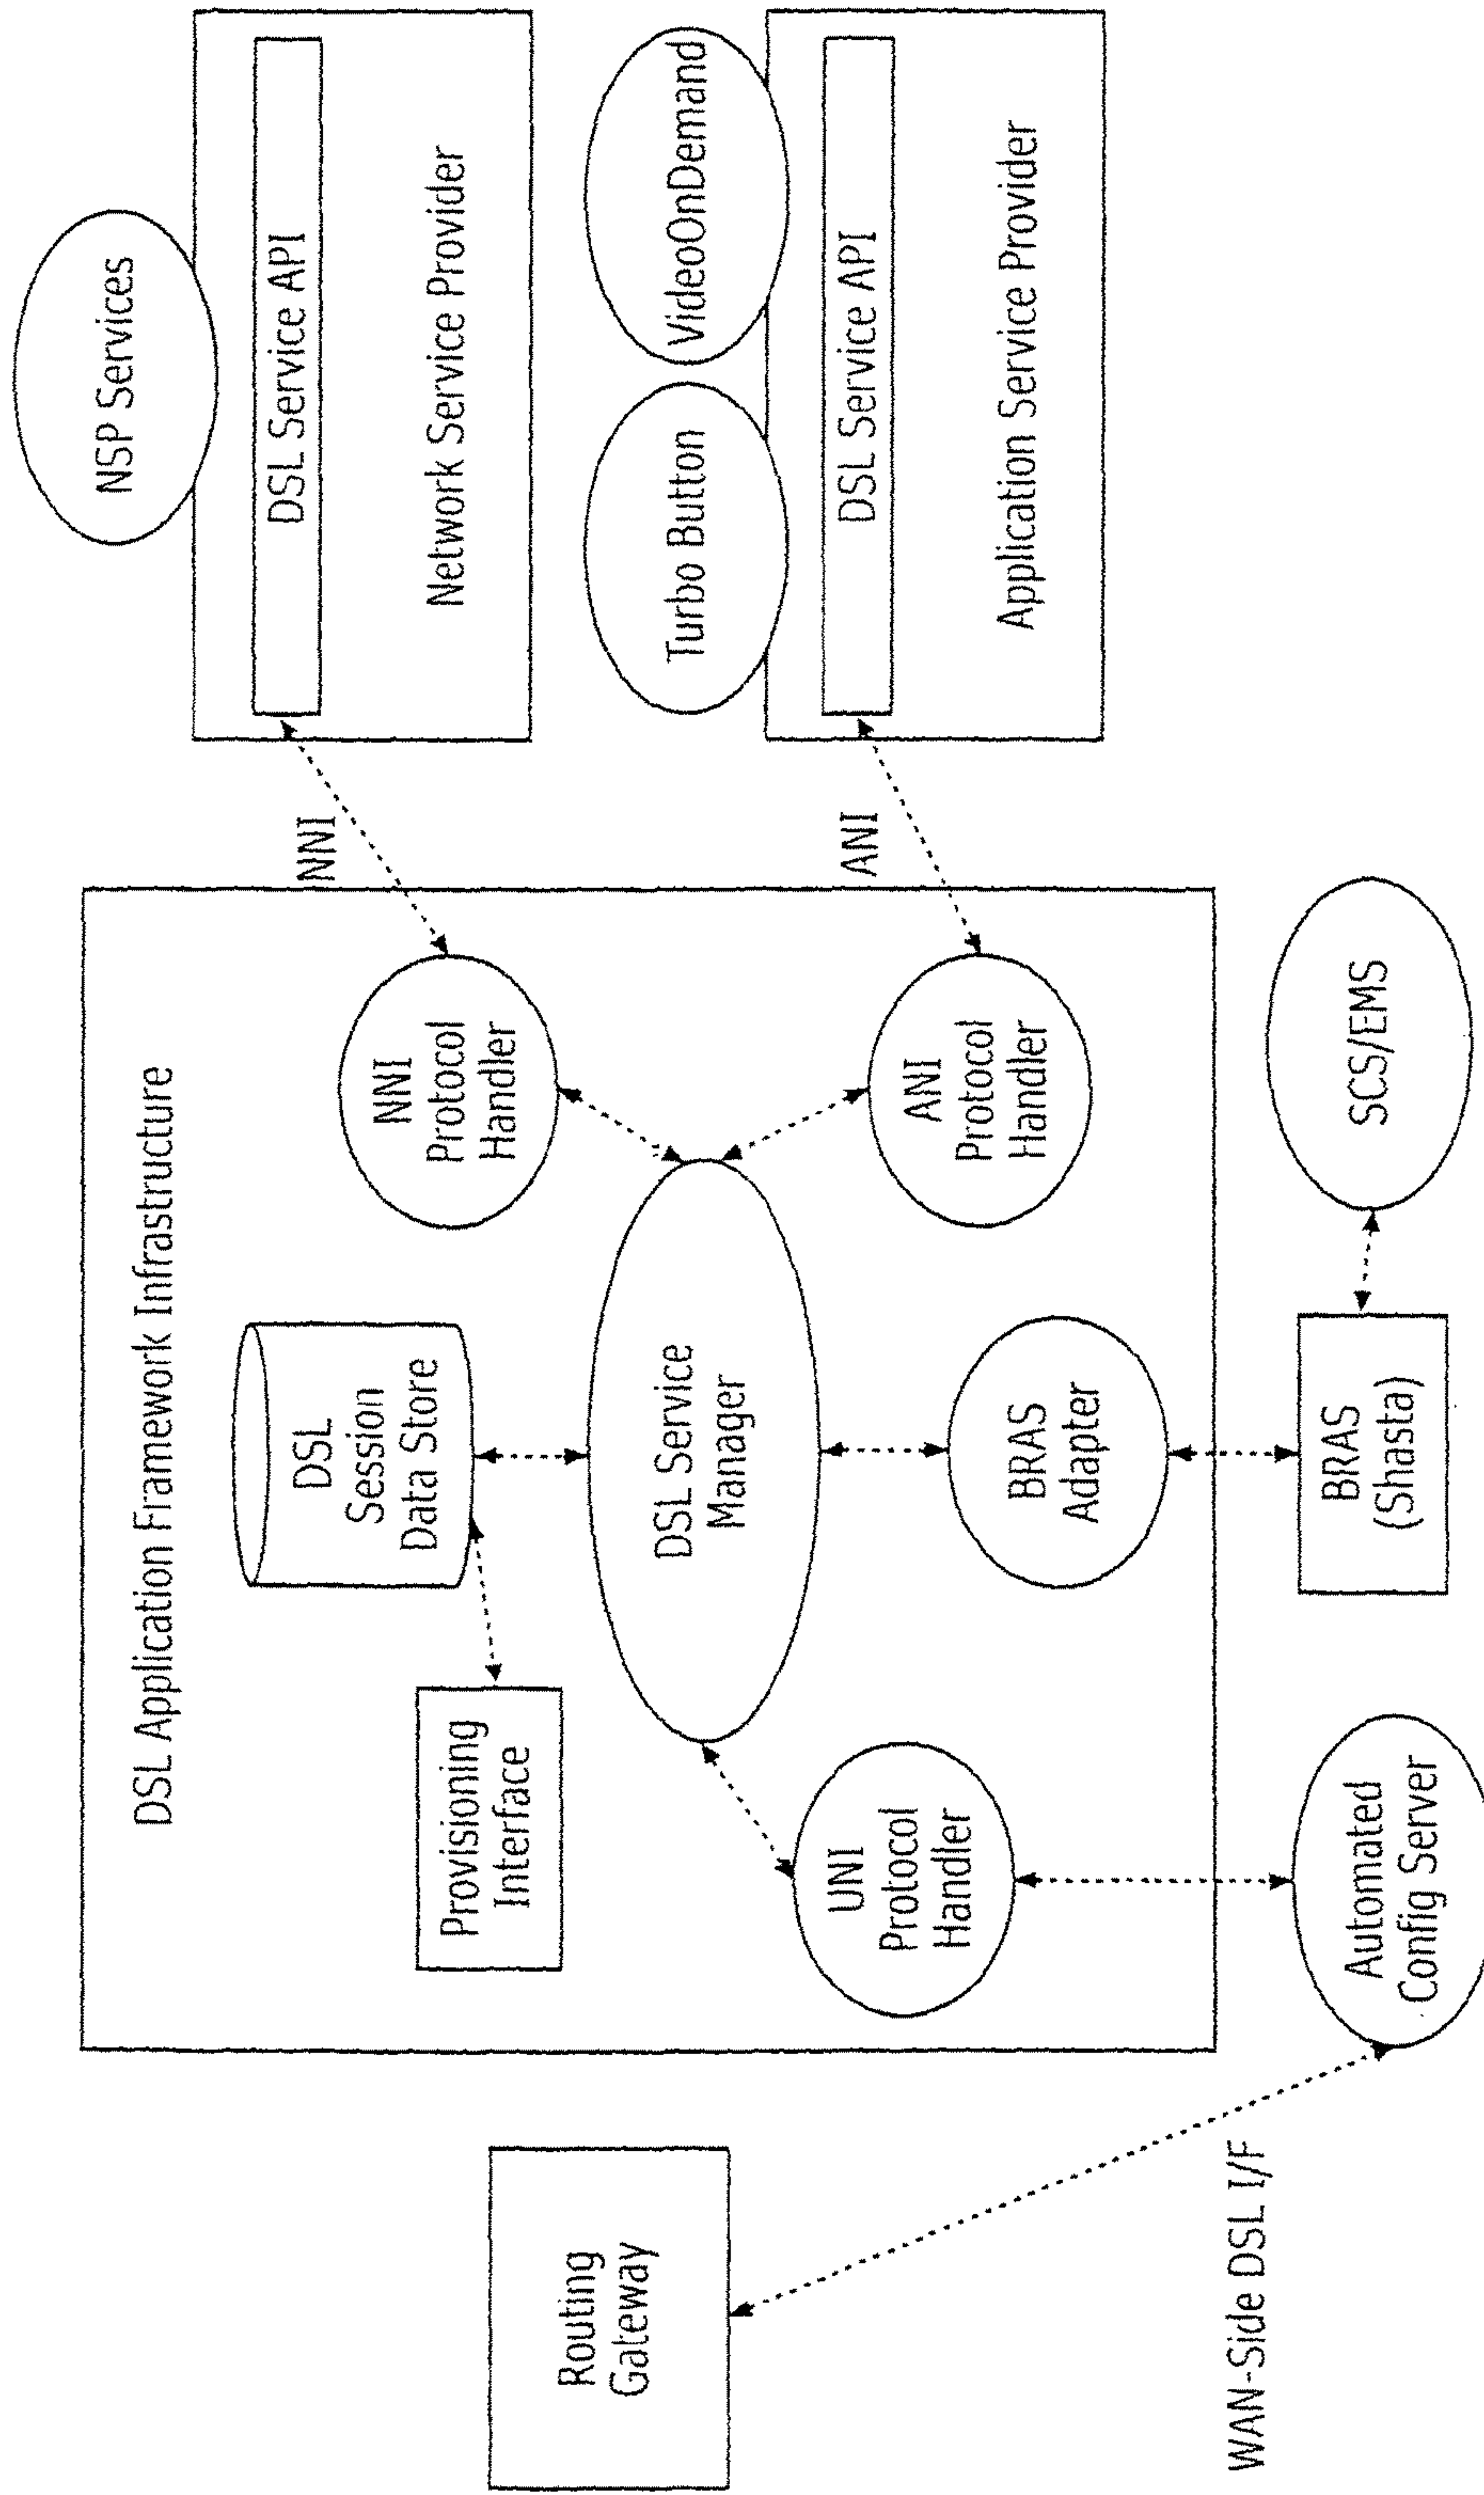 DSL Application Framework Infrastructure
Routing
Gateway
WAN-Side DSL I/F
Provisioning
Interface
DSL
Session
Data Store
DSL Service
Manager
UNI
Protocol
Handler
BRAS
Adapter
NNI
Protocol
Handler
ANI
Protocol
Handler
Automated
Config Server
BRAS
(Shasta)
SCS/EMS
NNI
ANI
NSP Services
DSL Service API
Network Service Provider
Turbo Button
VideoOnDemand
DSL Service API
Application Service Provider